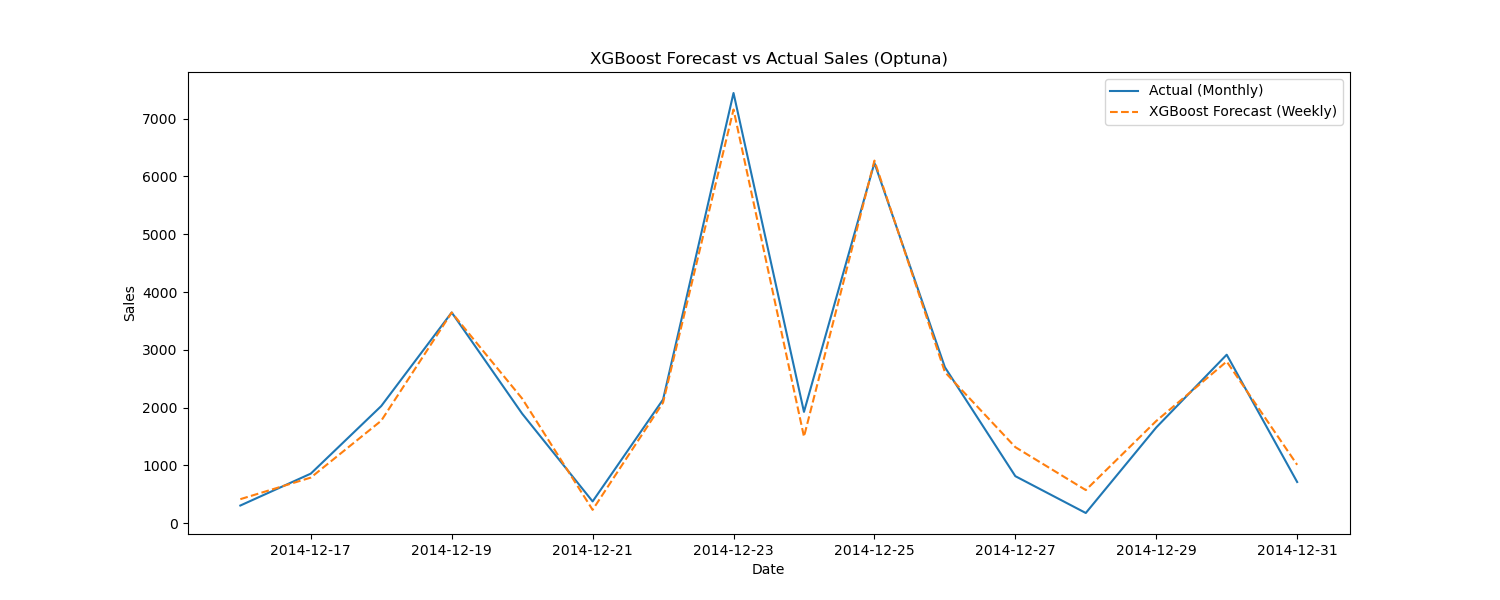 XGBoost Forecast vs Actual Sales (Optuna)
Actual (Monthly)
XGBoost Forecast (Weekly)
Sales
7000
6000
5000
4000
3000
2000
1000
0
2014-12-17 2014-12-19 2014-12-21 2014-12-23 2014-12-25 2014-12-27 2014-12-29 2014-12-31
Date